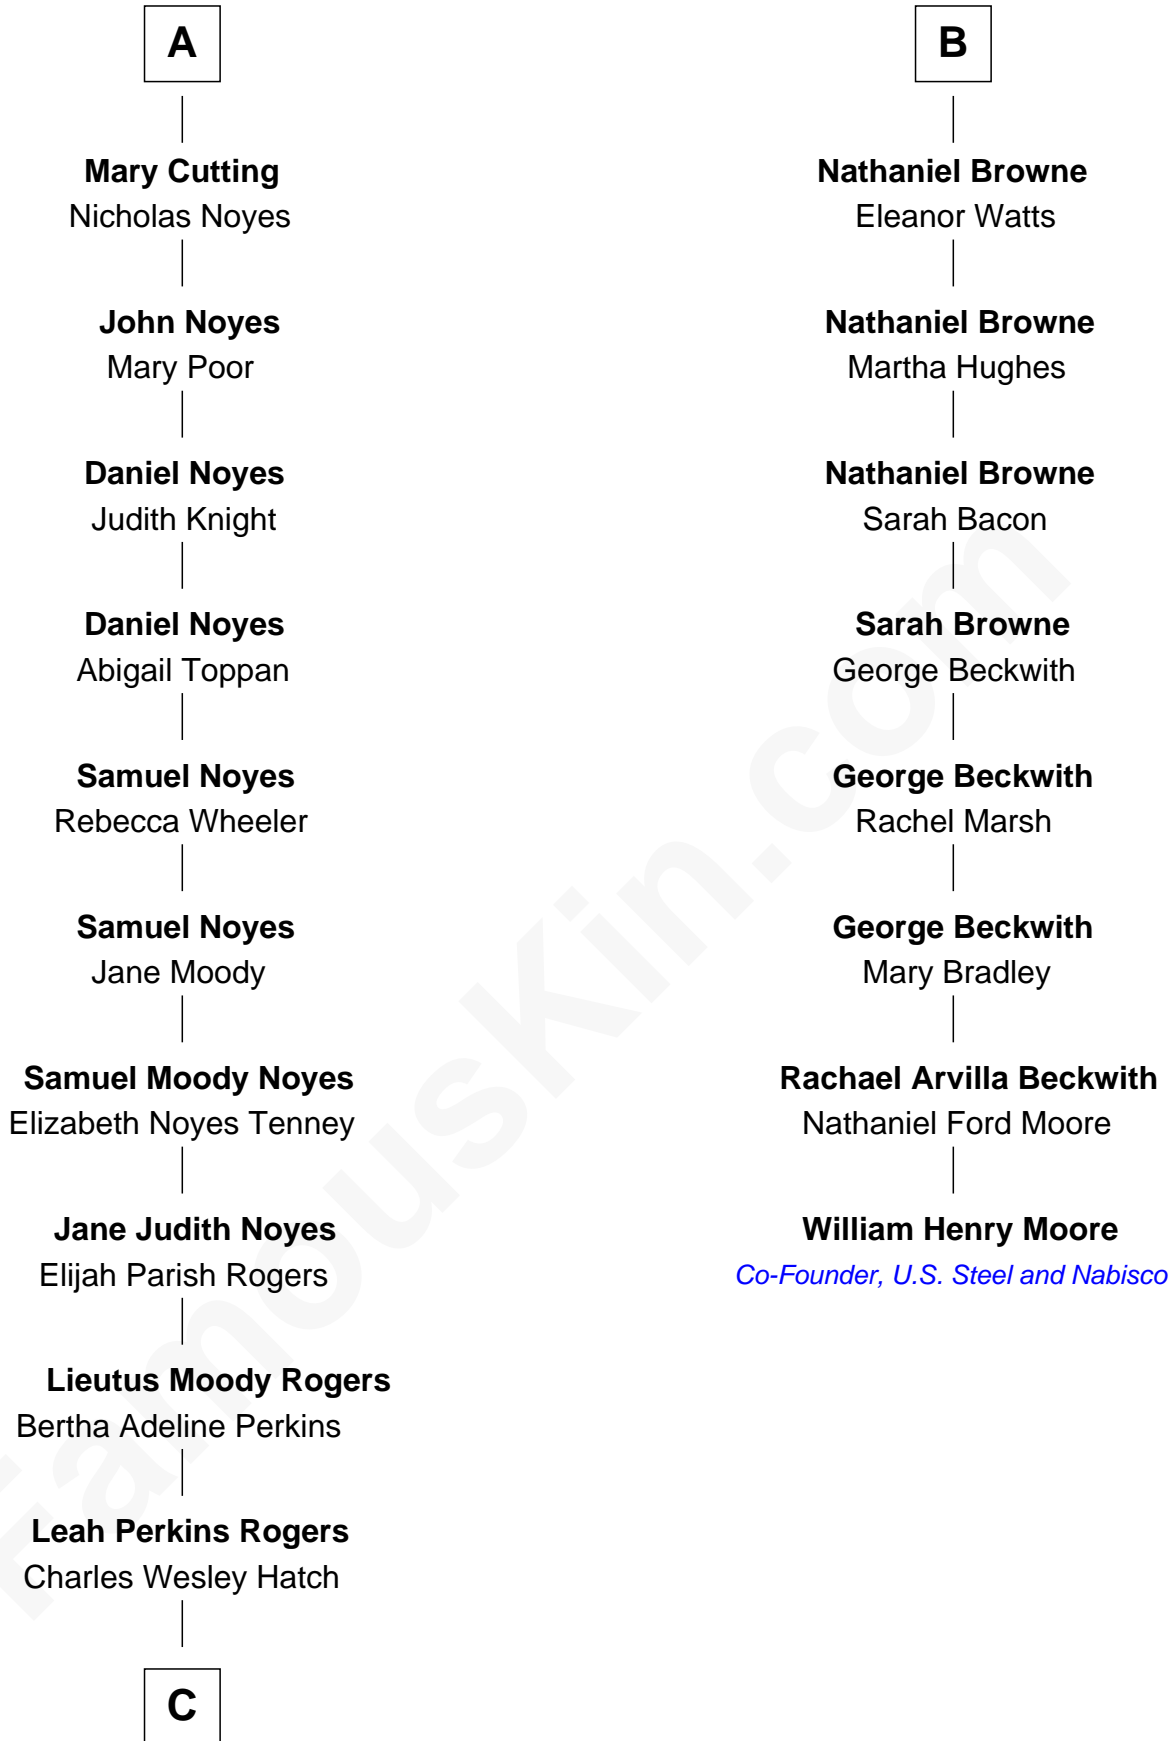 A
Mary Cutting
Nicholas Noyes
John Noyes
Mary Poor
Daniel Noyes
Judith Knight
Daniel Noyes
Abigail Toppan
Samuel Noyes
Rebecca Wheeler
Samuel Noyes
Jane Moody
Samuel Moody Noyes
Elizabeth Noyes Tenney
Jane Judith Noyes
Elijah Parish Rogers
Lieutus Moody Rogers
Bertha Adeline Perkins
Leah Perkins Rogers
Charles Wesley Hatch
C
B
Nathaniel Browne
Eleanor Watts
Nathaniel Browne
Martha Hughes
Nathaniel Browne
Sarah Bacon
Sarah Browne
George Beckwith
George Beckwith
Rachel Marsh
George Beckwith
Mary Bradley
Rachael Arvilla Beckwith
Nathaniel Ford Moore
William Henry Moore
Co-Founder, U.S. Steel and Nabisco
FamousKin.com